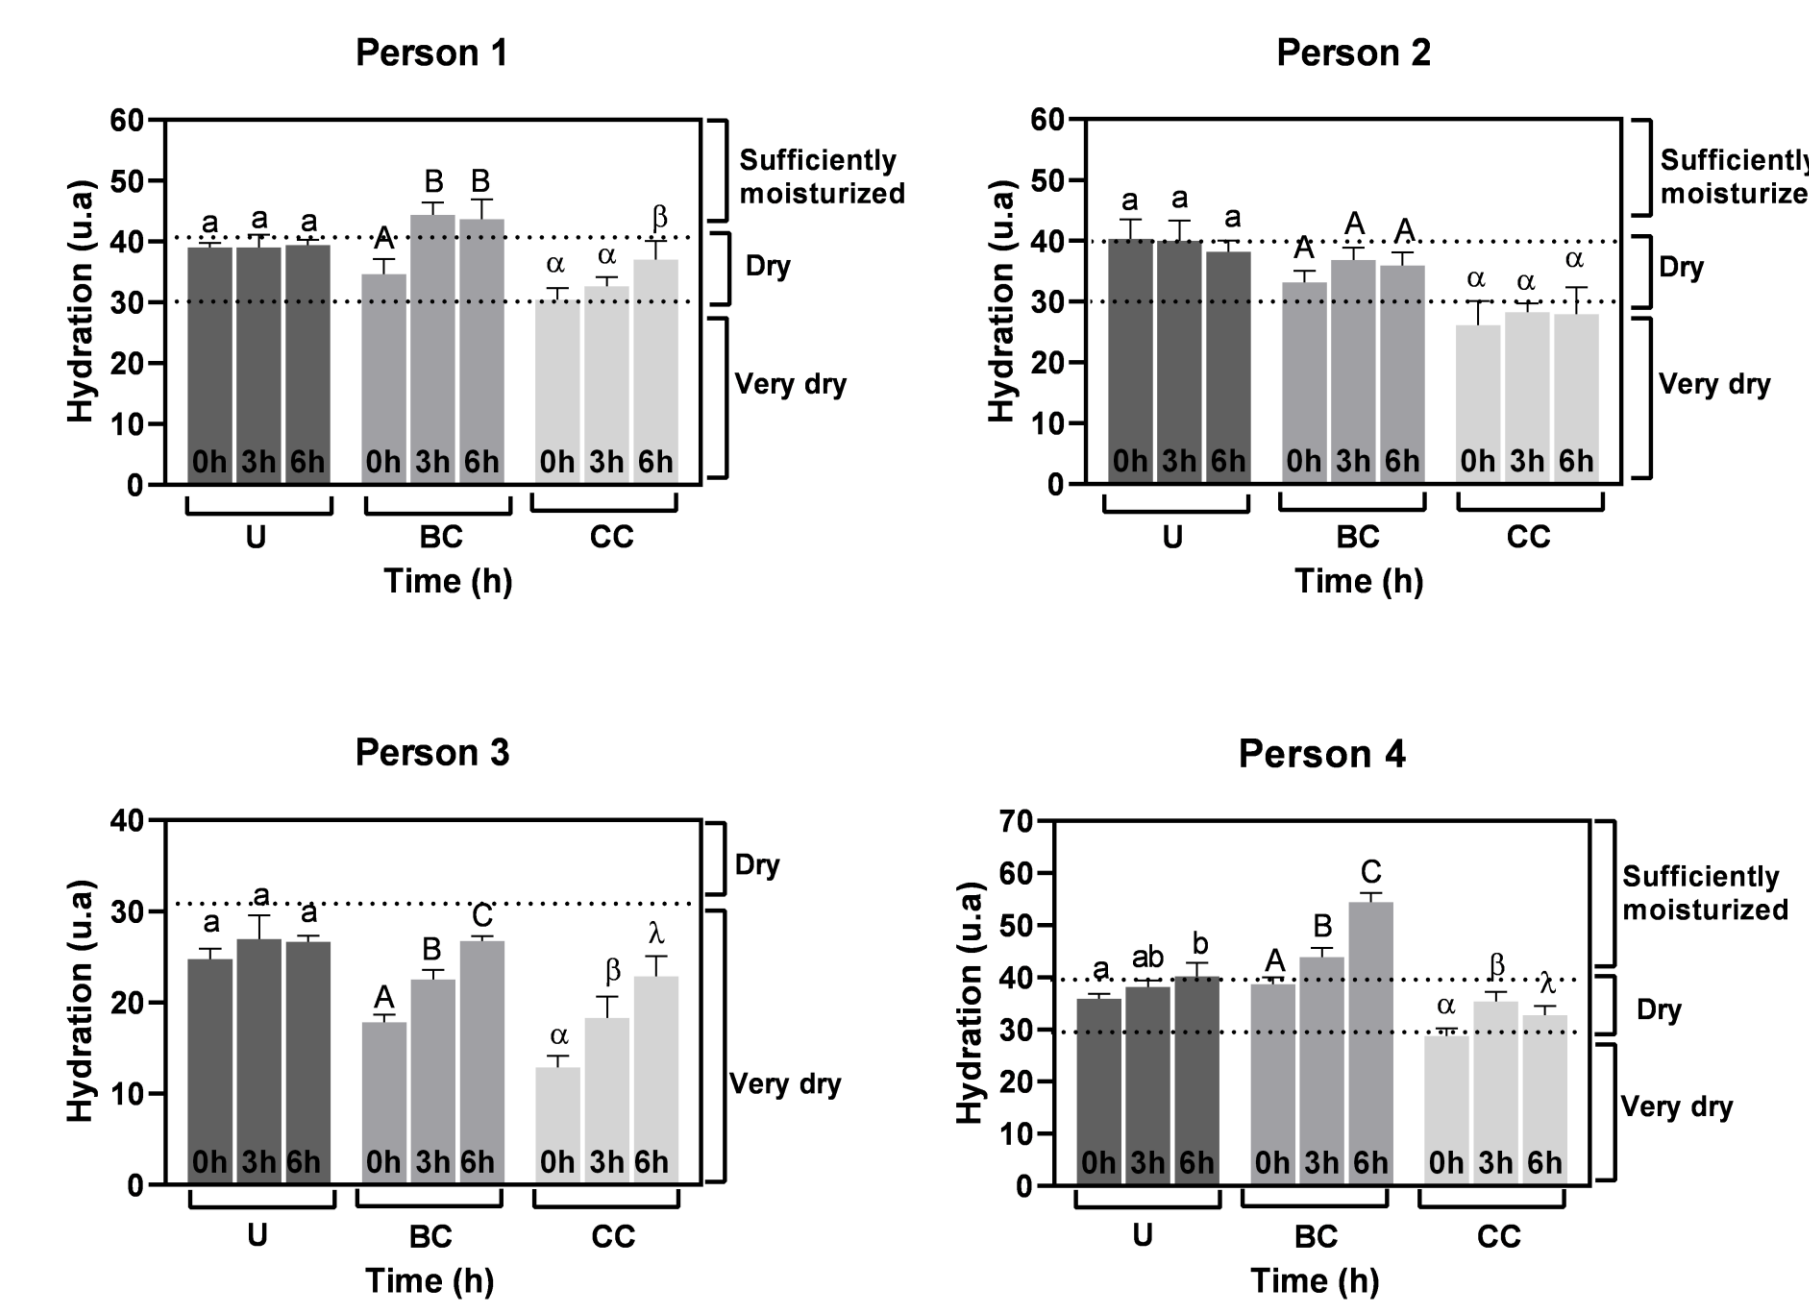 Person 1
60
50
40
30
20
10
0
Hydration (u.a)
a a a A B B α α β
0h 3h 6h 0h 3h 6h 0h 3h 6h
Sufficiently
moisturized
Dry
Very dry
U BC CC
Time (h)
Person 2
60
50
40
30
20
10
0
Hydration (u.a)
a a a A A A α α α
0h 3h 6h 0h 3h 6h 0h 3h 6h
Sufficiently
moisturize
Dry
Very dry
U BC CC
Time (h)
Person 3
40
30
20
10
0
Hydration (u.a)
a a a A B C α β λ
0h 3h 6h 0h 3h 6h 0h 3h 6h
Dry
Very dry
U BC CC
Time (h)
Person 4
70
60
50
40
30
20
10
0
Hydration (u.a)
a ab b A B C α β λ
0h 3h 6h 0h 3h 6h 0h 3h 6h
Sufficiently
moisturized
Dry
Very dry
U BC CC
Time (h)